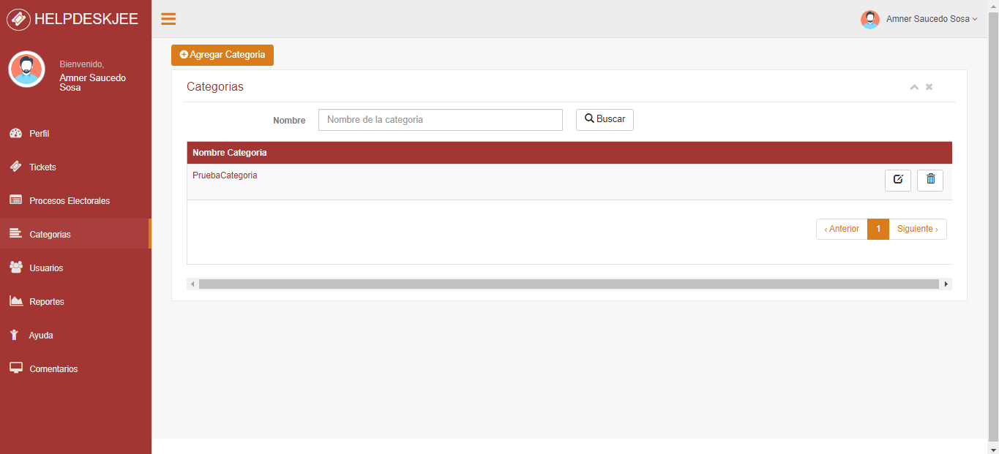 HELPDESKJEE
Amner Saucedo Sosa
Bienvenido,
Amner Saucedo
Sosa
Perfil
Tickets
Procesos Electorales
Categorias
Usuarios
Reportes
Ayuda
Comentarios
Agregar Categoria
Categorias
Nombre Nombre de la categoria Buscar
Nombre Categoria
PruebaCategoria
‹ Anterior 1 Siguiente ›